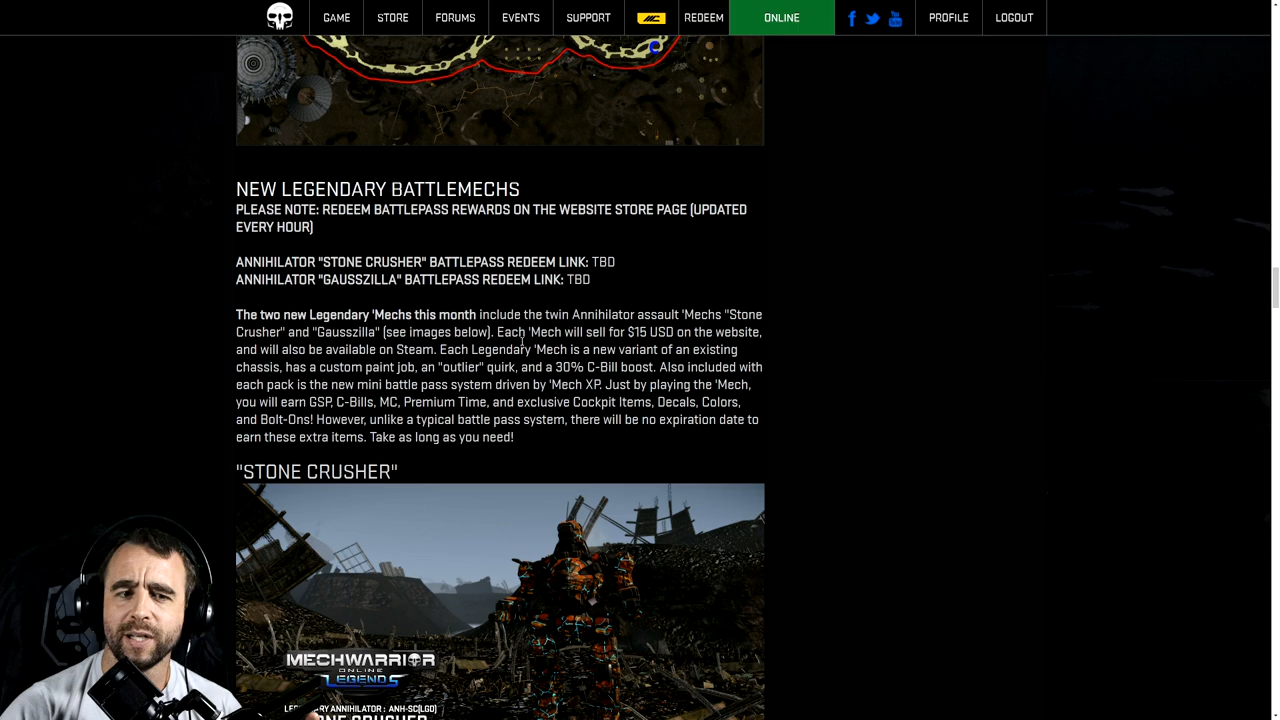 GAME STORE FORUMS EVENTS SUPPORT MC REDEEM ONLINE PROFILE LOGOUT
NEW LEGENDARY BATTLEMECHS
PLEASE NOTE: REDEEM BATTLEPASS REWARDS ON THE WEBSITE STORE PAGE (UPDATED
EVERY HOUR)
ANNIHILATOR "STONE CRUSHER" BATTLEPASS REDEEM LINK: TBD
ANNIHILATOR "GAUSSZILLA" BATTLEPASS REDEEM LINK: TBD
The two new Legendary 'Mechs this month include the twin Annihilator assault 'Mechs "Stone
Crusher" and "Gausszilla" (see images below). Each 'Mech will sell for $15 USD on the website,
and will also be available on Steam. Each Legendary 'Mech is a new variant of an existing
chassis, has a custom paint job, an "outlier" quirk, and a 30% C-Bill boost. Also included with
each pack is the new mini battle pass system driven by 'Mech XP. Just by playing the 'Mech,
you will earn GSP, C-Bills, MC, Premium Time, and exclusive Cockpit Items, Decals, Colors,
and Bolt-Ons! However, unlike a typical battle pass system, there will be no expiration date to
earn these extra items. Take as long as you need!
"STONE CRUSHER"
MECHWARRIOR
ONLINE
LEGENDS
LEGENDARY ANNIHILATOR : ANH-SC(LGD)
STONE CRUSHER